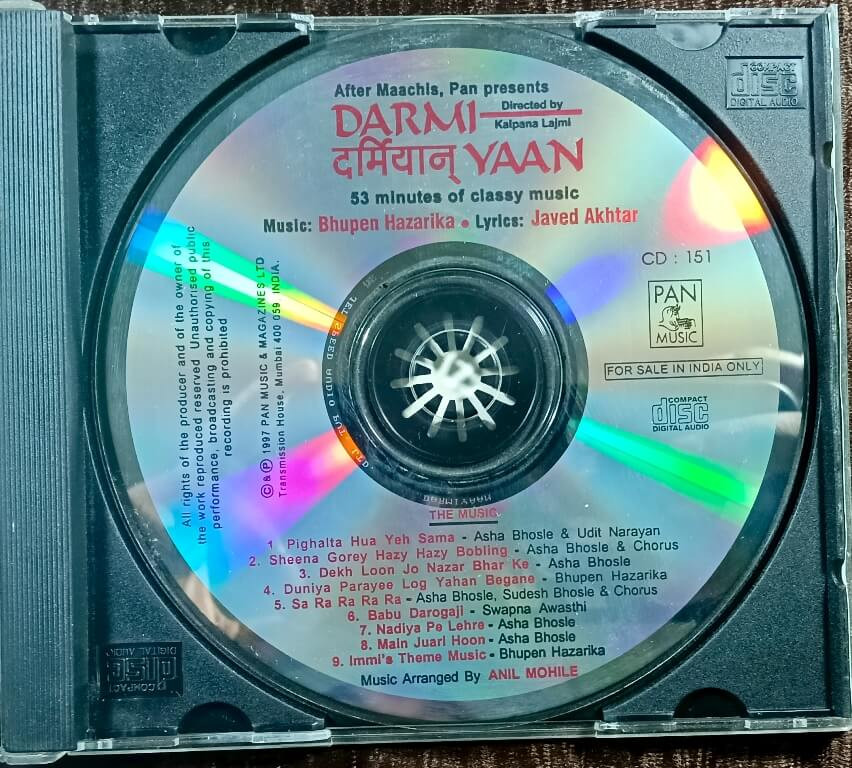 After Maachis, Pan presents
DARMI
Directed by
Kalpana Lajmi
दर्मियान् YAAN
53 minutes of classy music
Music: Bhupen Hazarika • Lyrics: Javed Akhtar
CD : 151
PAN
MUSIC
FOR SALE IN INDIA ONLY
COMPACT
disc
DIGITAL AUDIO
COMPACT
disc
DIGITAL AUDIO
All rights of the producer and of the owner of
the work reproduced reserved Unauthorised public
performance, broadcasting and copying of this
recording is prohibited
© & ℗ 1997 PAN MUSIC & MAGAZINES LTD
Transmission House, Mumbai 400 059 INDIA.
THE MUSIC
1 Pighalta Hua Yeh Sama - Asha Bhosle & Udit Narayan
2. Sheena Gorey Hazy Hazy Bobling - Asha Bhosle & Chorus
3. Dekh Loon Jo Nazar Bhar Ke - Asha Bhosle
4. Duniya Parayee Log Yahan Begane - Bhupen Hazarika
5. Sa Ra Ra Ra Ra - Asha Bhosle, Sudesh Bhosle & Chorus
6. Babu Darogaji - Swapna Awasthi
7. Nadiya Pe Lehre - Asha Bhosle
8. Main Juari Hoon - Asha Bhosle
9. Immi's Theme Music - Bhupen Hazarika
Music Arranged By ANIL MOHILE
COMPACT
disc
DIGITAL AUDIO